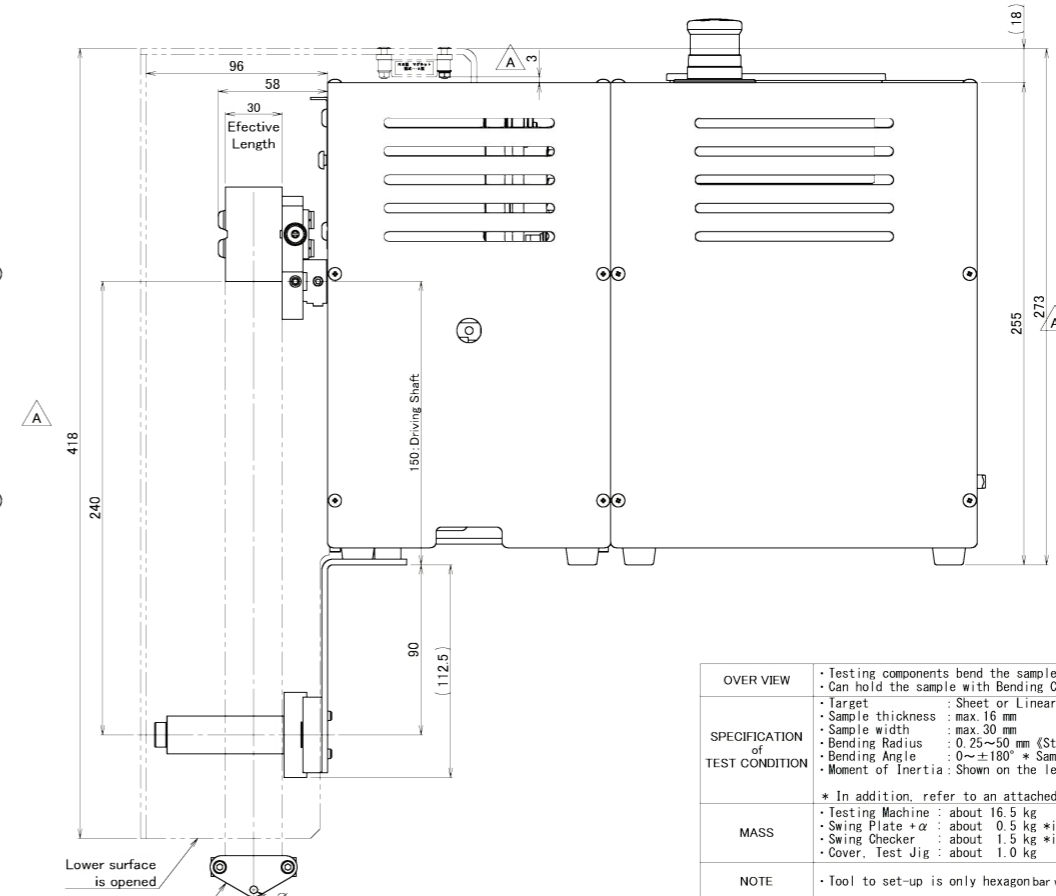 (18)
A
3
96
58
30
Efective
Length
273
A
255
150:Driving Shaft
A
418
240
90
(112.5)
Lower surface
is opened
OVER VIEW
・Testing components bend the sample
・Can hold the sample with Bending C
SPECIFICATION
of
TEST CONDITION
・Target : Sheet or Linear
・Sample thickness : max.16 mm
・Sample width : max.30 mm
・Bending Radius : 0.25～50 mm 《St
・Bending Angle : 0～±180° * Sam
・Moment of Inertia : Shown on the le
* In addition, refer to an attached
MASS
・Testing Machine : about 16.5 kg
・Swing Plate +α : about 0.5 kg *i
・Swing Checker : about 1.5 kg *i
・Cover, Test Jig : about 1.0 kg
NOTE
・Tool to set-up is only hexagon bar w